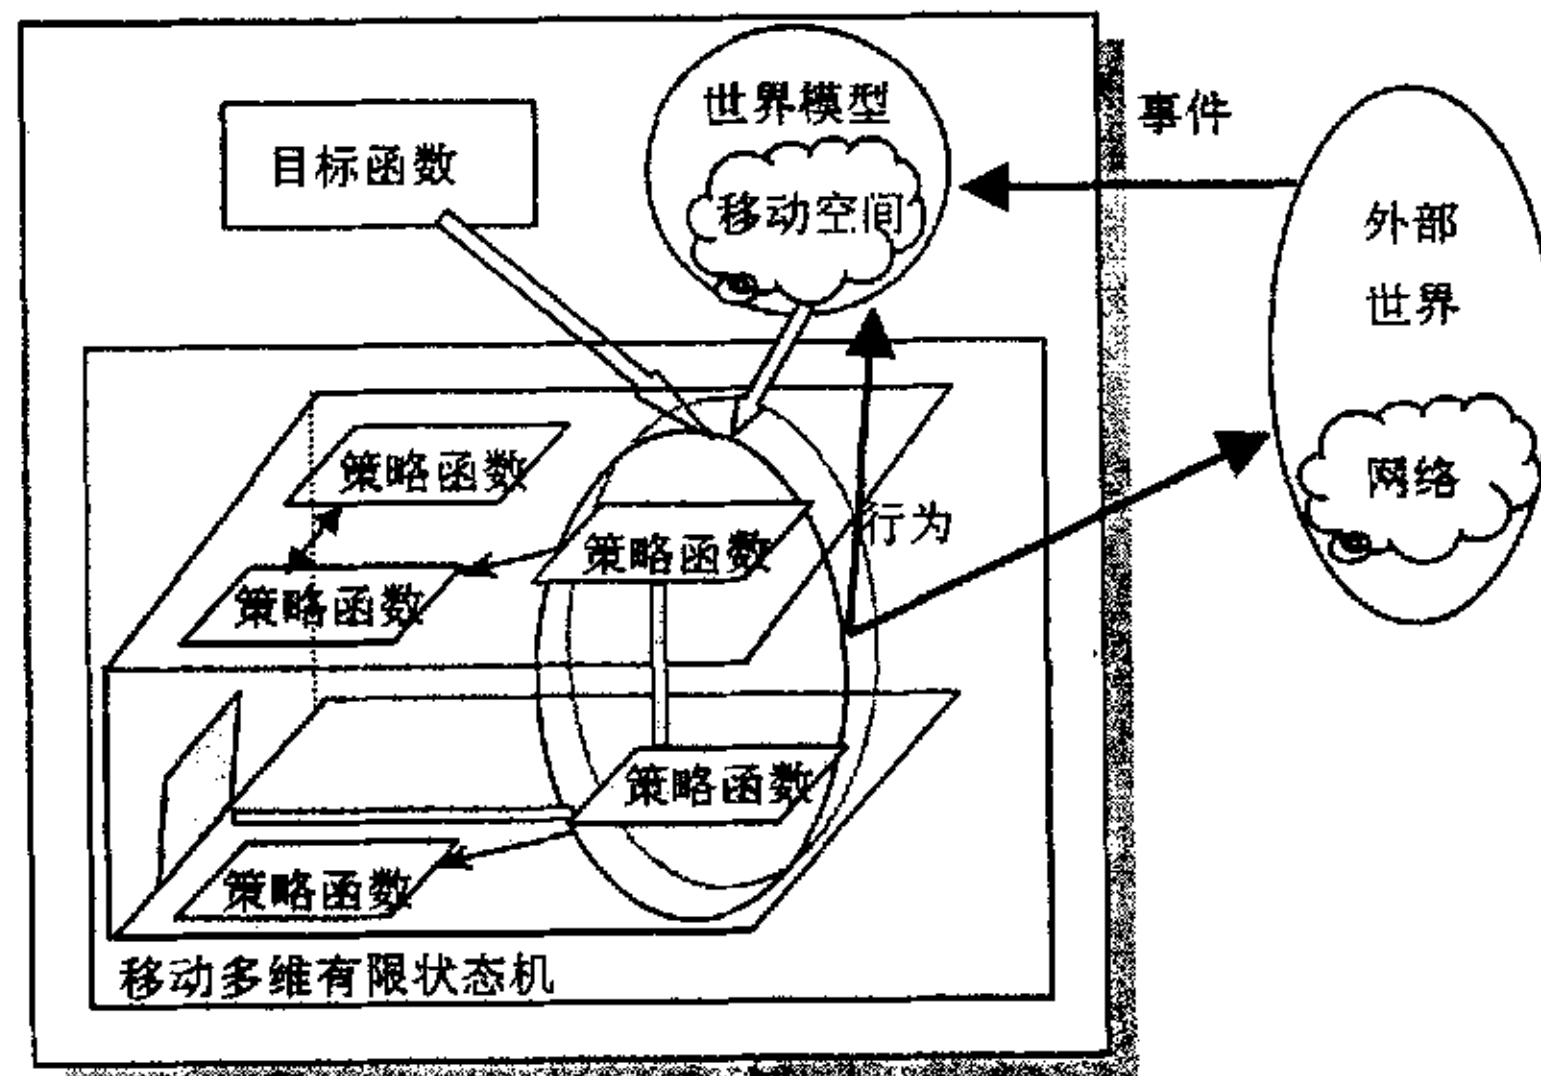 世界模型
事件
目标函数
移动空间
外部
世界
策略函数
网络
行为
策略函数
策略函数
策略函数
策略函数
移动多维有限状态机